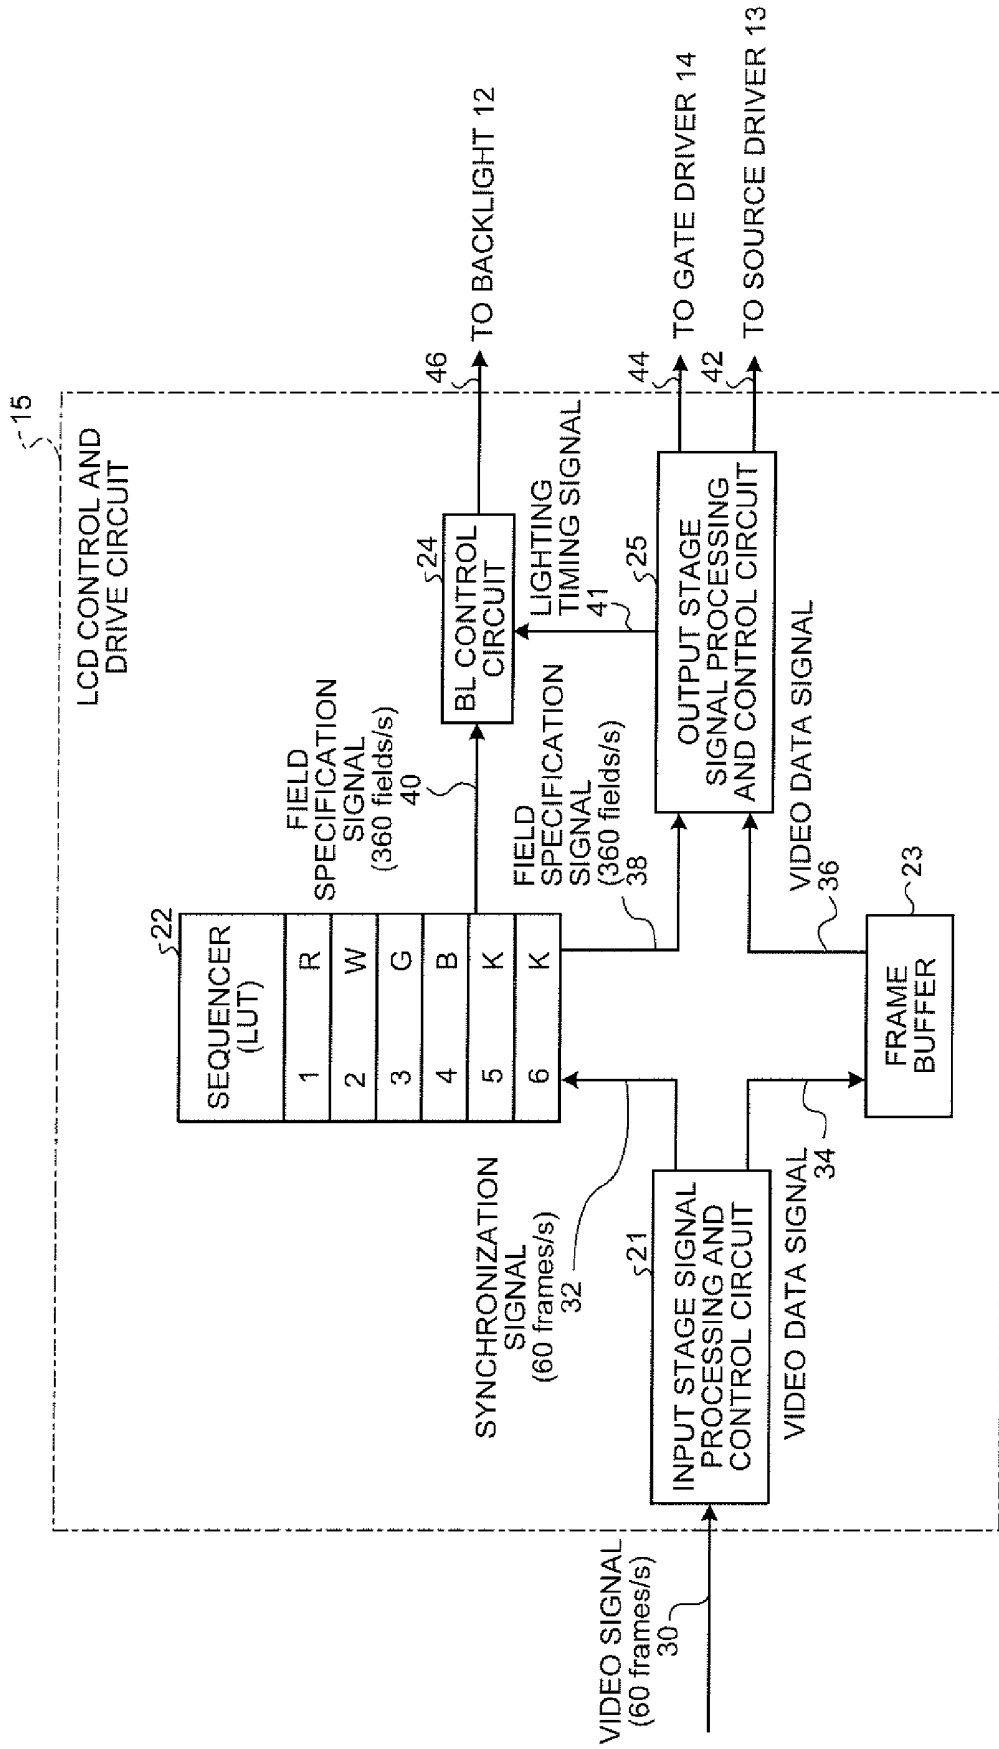 15
LCD CONTROL AND
DRIVE CIRCUIT
VIDEO SIGNAL
(60 frames/s)
30
21
INPUT STAGE SIGNAL
PROCESSING AND
CONTROL CIRCUIT
SYNCHRONIZATION
SIGNAL
(60 frames/s)
32
VIDEO DATA SIGNAL
34
22
SEQUENCER
(LUT)
1 R
2 W
3 G
4 B
5 K
6 K
23
FRAME
BUFFER
FIELD
SPECIFICATION
SIGNAL
(360 fields/s)
40
FIELD
SPECIFICATION
SIGNAL
(360 fields/s)
38
VIDEO DATA SIGNAL
36
24
BL CONTROL
CIRCUIT
LIGHTING
TIMING SIGNAL
41
25
OUTPUT STAGE
SIGNAL PROCESSING
AND CONTROL CIRCUIT
46
TO BACKLIGHT 12
44
TO GATE DRIVER 14
42
TO SOURCE DRIVER 13